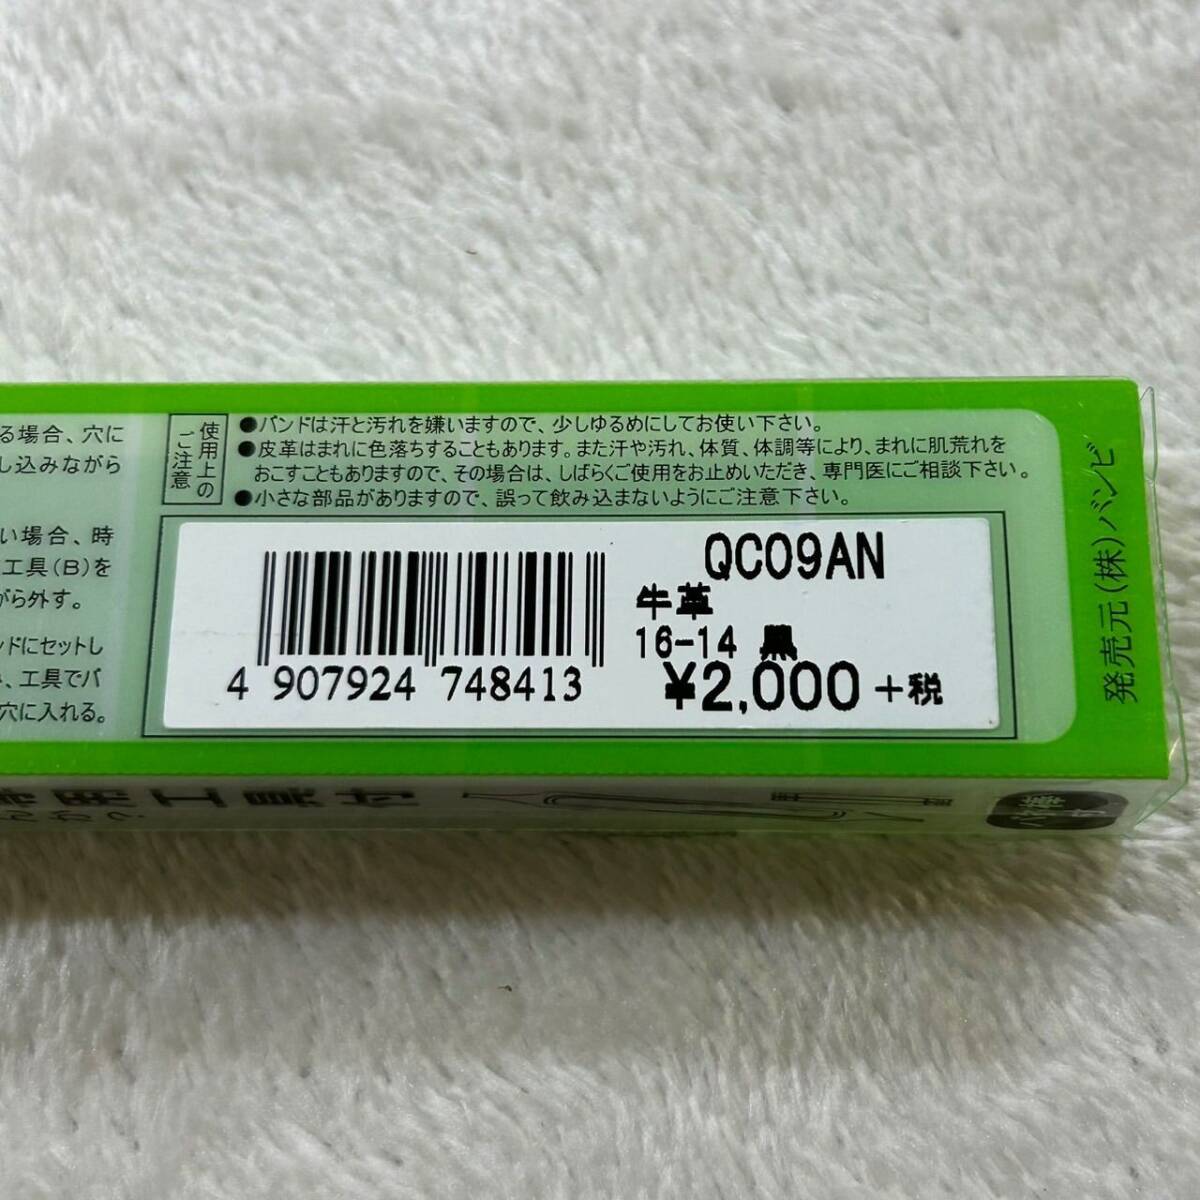 る場合、穴に
し込みながら
い場合、時
工具(B)を
がら外す。
ンドにセットし
、工具でバ
穴に入れる。
使用上の
ご注意
●バンドは汗と汚れを嫌いますので、少しゆるめにしてお使い下さい。
●皮革はまれに色落ちすることもあります。また汗や汚れ、体質、体調等により、まれに肌荒れを
おこすこともありますので、その場合は、しばらくご使用をお止めいただき、専門医にご相談下さい。
●小さな部品がありますので、誤って飲み込まないようにご注意下さい。
QC09AN
牛革
16-14 黒
¥2,000+税
4 907924 748413
発売元(株)バンビ
専用工具付